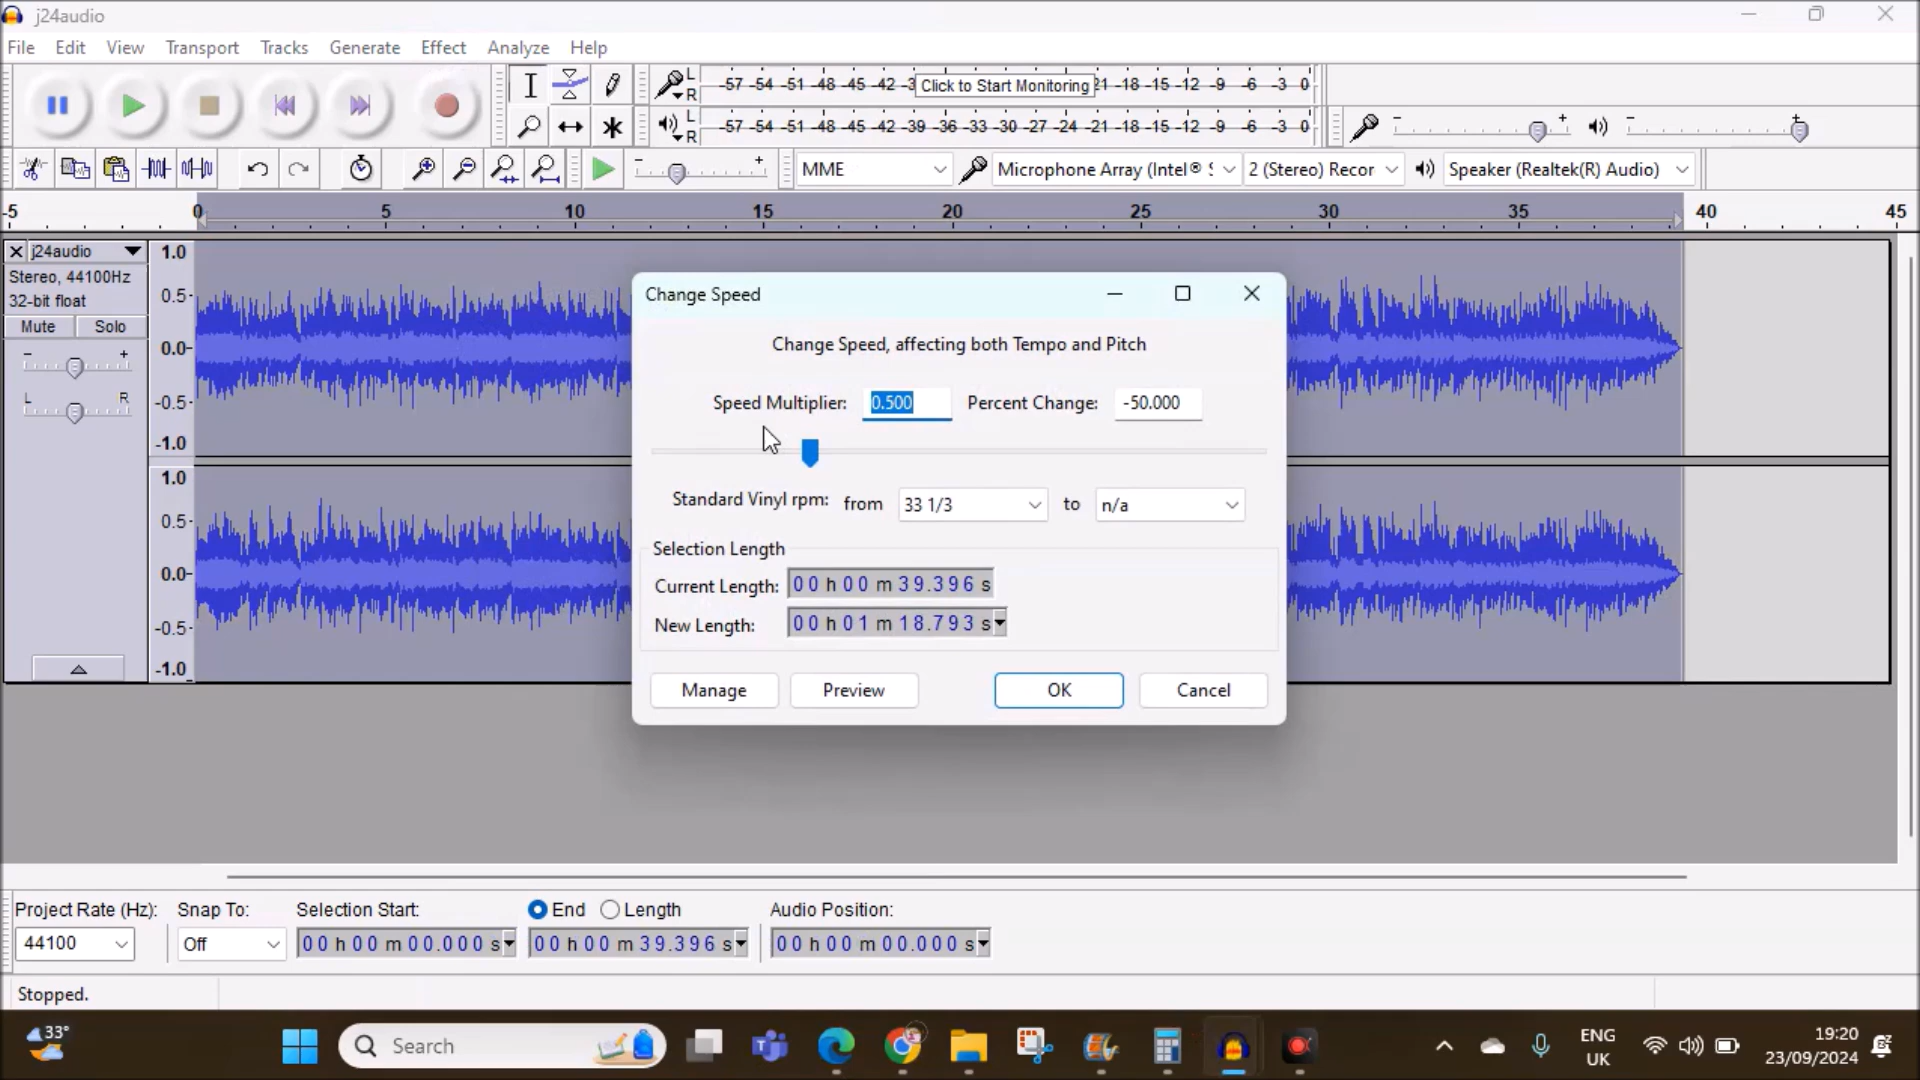 j24audio
File Edit View Transport Tracks Generate Effect Analyze Help
L
R
-57 -54 -51 -48 -45 -42 -3 Click to Start Monitoring 21 -18 -15 -12 -9 -6 -3 0
L
R
-57 -54 -51 -48 -45 -42 -39 -36 -33 -30 -27 -24 -21 -18 -15 -12 -9 -6 -3 0
- + - +
- + MME Microphone Array (Intel® S 2 (Stereo) Recor Speaker (Realtek(R) Audio)
-5 0 5 10 15 20 25 30 35 40 45
j24audio
Stereo, 44100Hz
32-bit float
Mute Solo
- +
L R
1.0
0.5
0.0
-0.5
-1.0
1.0
0.5
0.0
-0.5
-1.0
Change Speed
Change Speed, affecting both Tempo and Pitch
Speed Multiplier: 0.500 Percent Change: -50.000
Standard Vinyl rpm: from 33 1/3 to n/a
Selection Length
Current Length: 00 h 00 m 39.396 s
New Length: 00 h 01 m 18.793 s
Manage Preview OK Cancel
Project Rate (Hz): Snap To: Selection Start: End Length Audio Position:
44100 Off 00 h 00 m 00.000 s 00 h 00 m 39.396 s 00 h 00 m 00.000 s
Stopped.
33°
Search
ENG
UK
19:20
23/09/2024